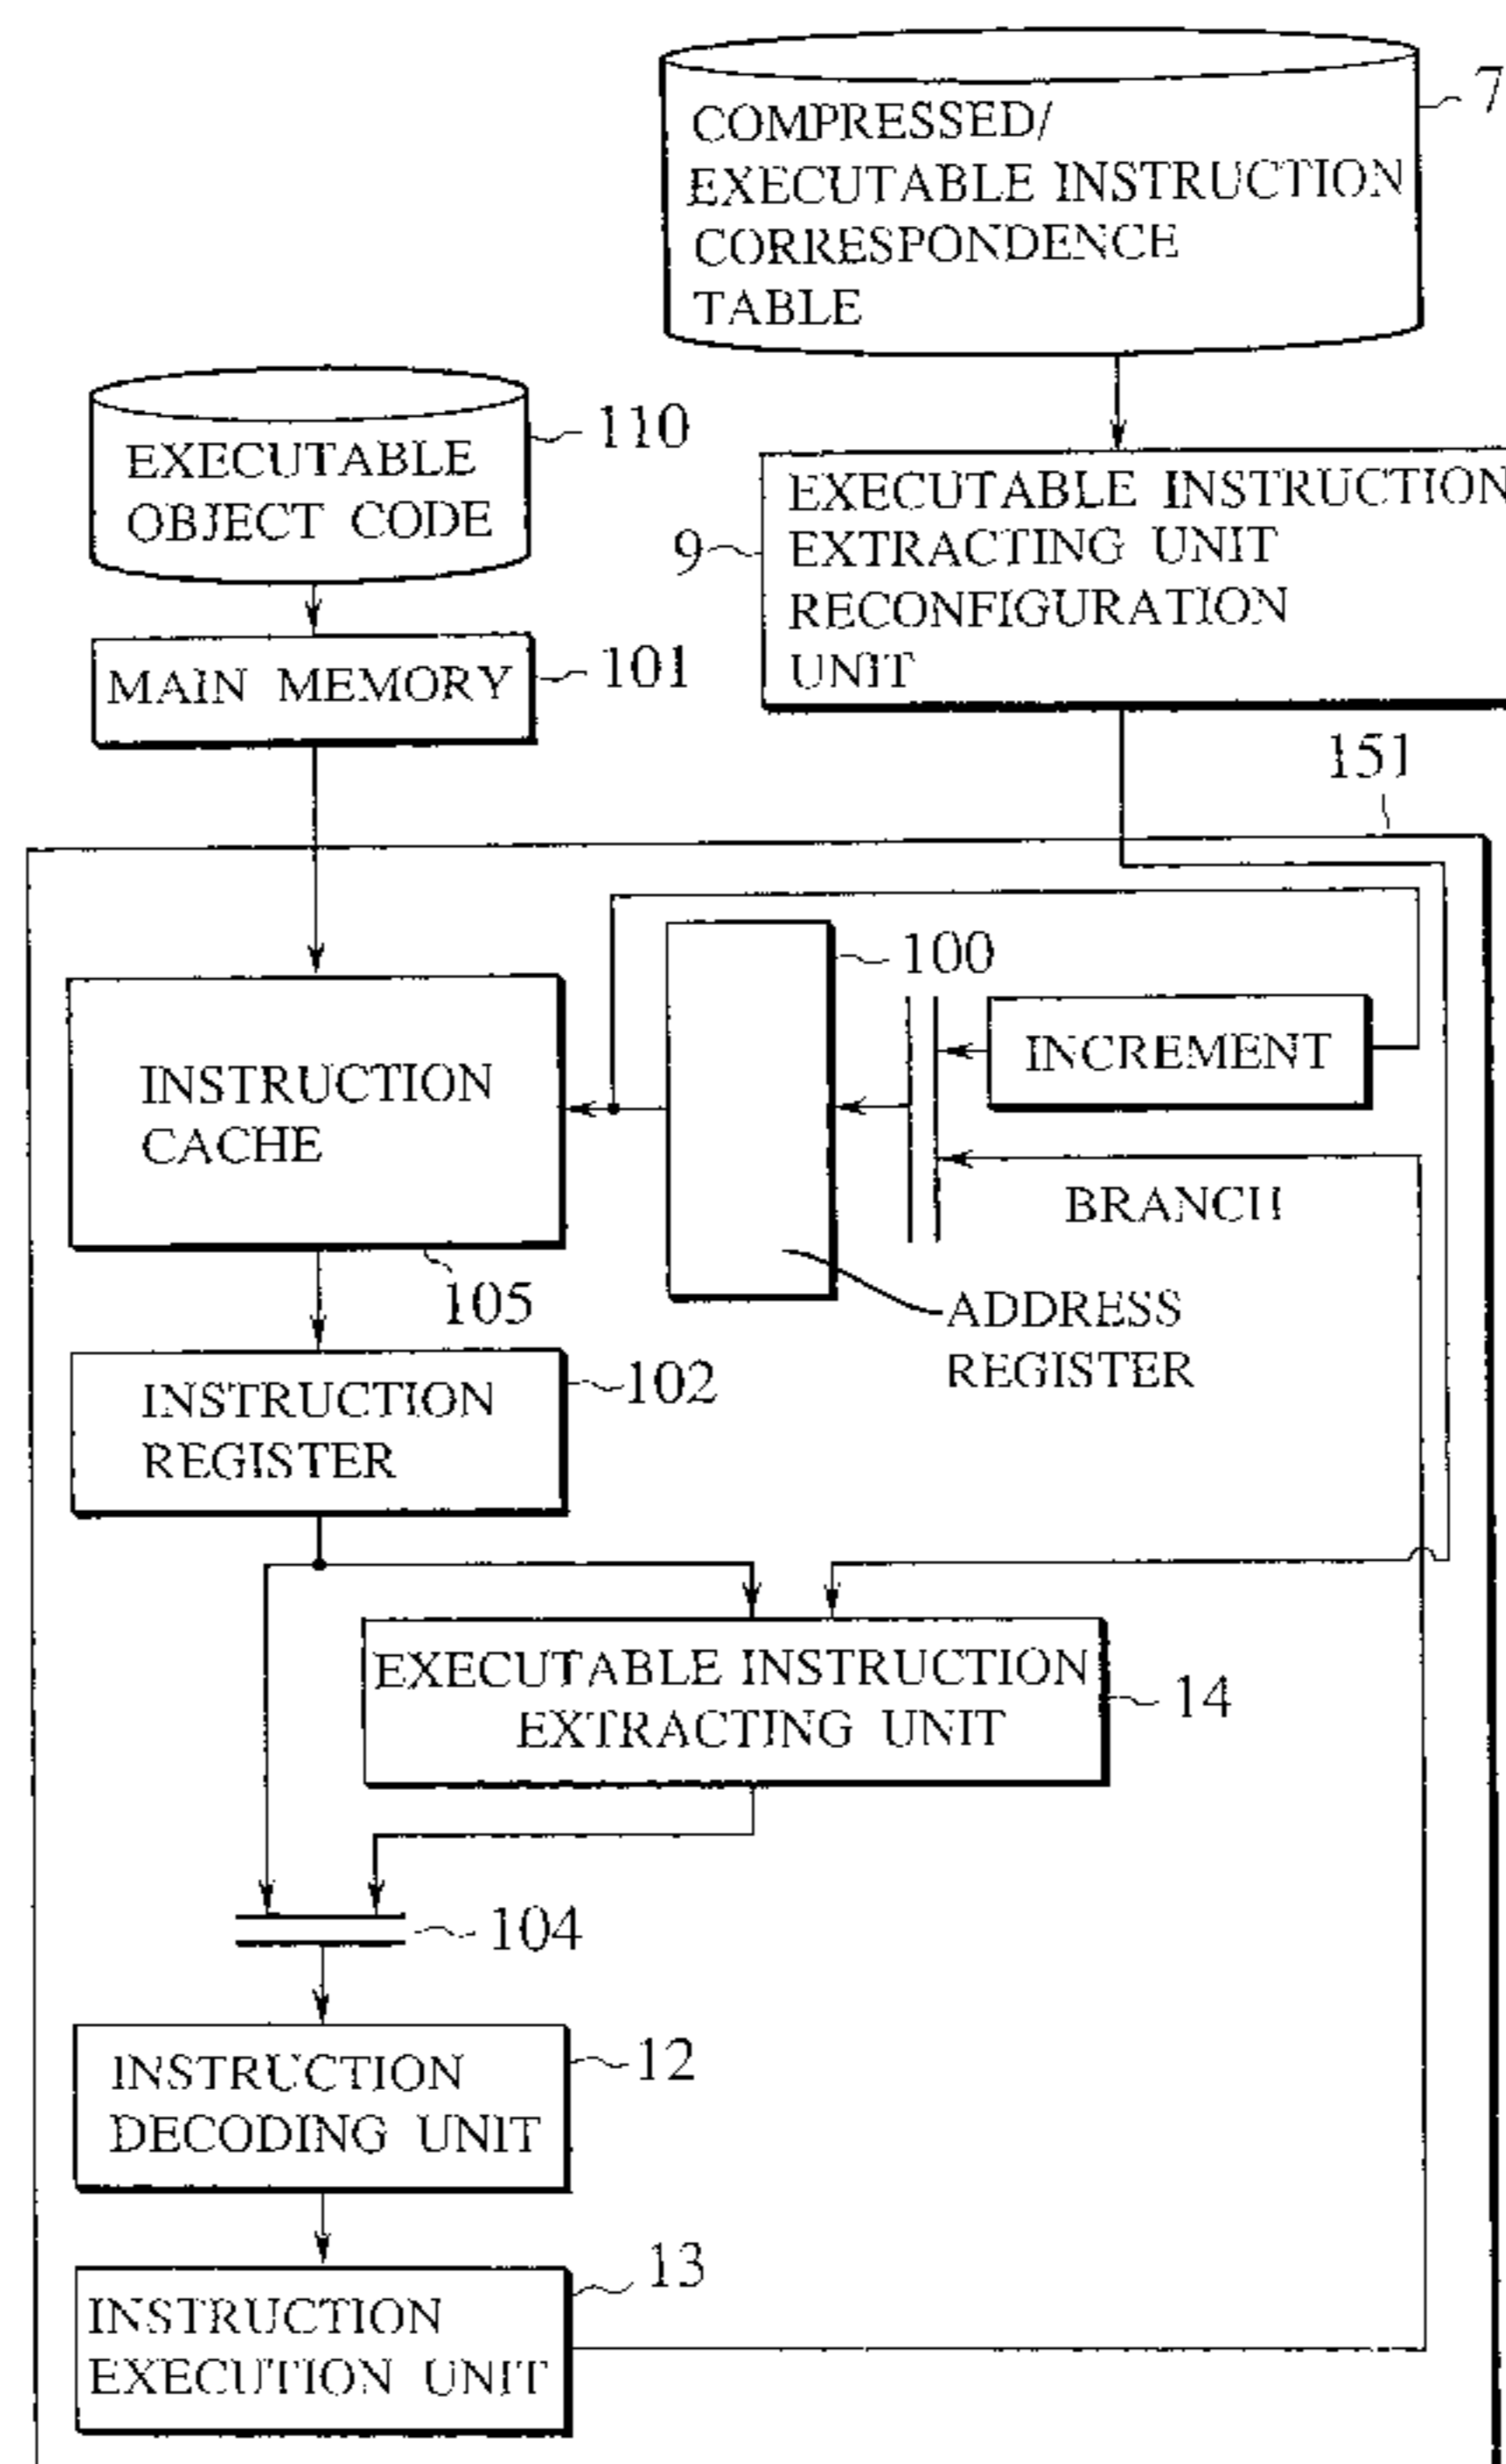 COMPRESSED/
EXECUTABLE INSTRUCTION
CORRESPONDENCE
TABLE
7
EXECUTABLE
OBJECT CODE
110
EXECUTABLE INSTRUCTION
EXTRACTING UNIT
RECONFIGURATION
UNIT
9
MAIN MEMORY
101
151
100
INCREMENT
INSTRUCTION
CACHE
BRANCH
105
ADDRESS
REGISTER
INSTRUCTION
REGISTER
102
EXECUTABLE INSTRUCTION
EXTRACTING UNIT
14
104
INSTRUCTION
DECODING UNIT
12
INSTRUCTION
EXECUTION UNIT
13